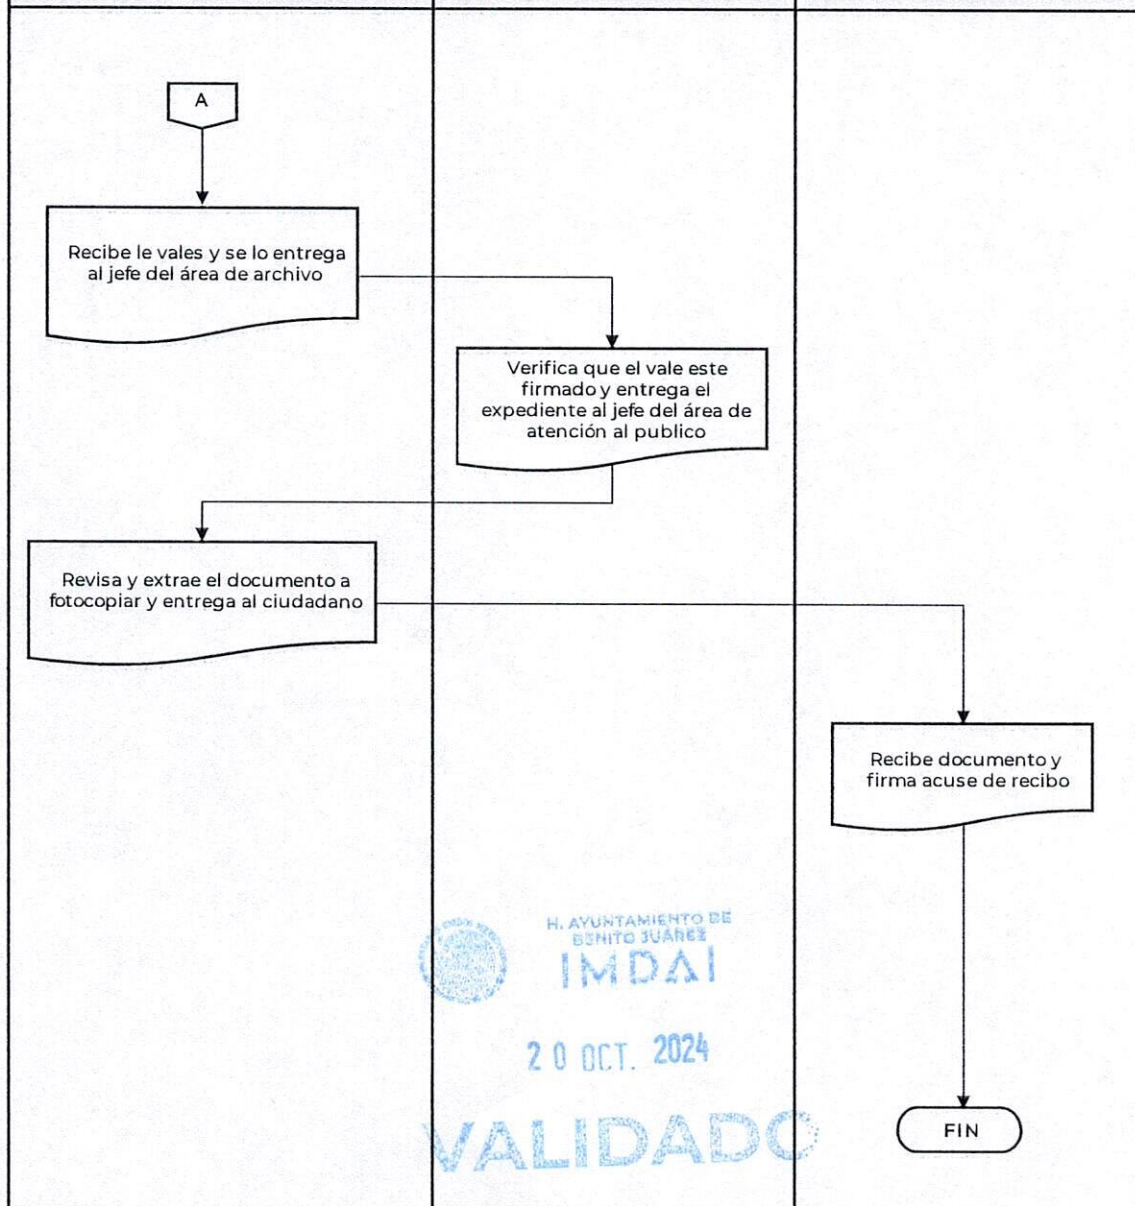 A
Recibe le vales y se lo entrega
al jefe del área de archivo
Verifica que el vale este
firmado y entrega el
expediente al jefe del área de
atención al publico
Revisa y extrae el documento a
fotocopiar y entrega al ciudadano
Recibe documento y
firma acuse de recibo
H. AYUNTAMIENTO DE
BENITO JUÁREZ
IMDAI
20 OCT. 2024
VALIDADO
FIN